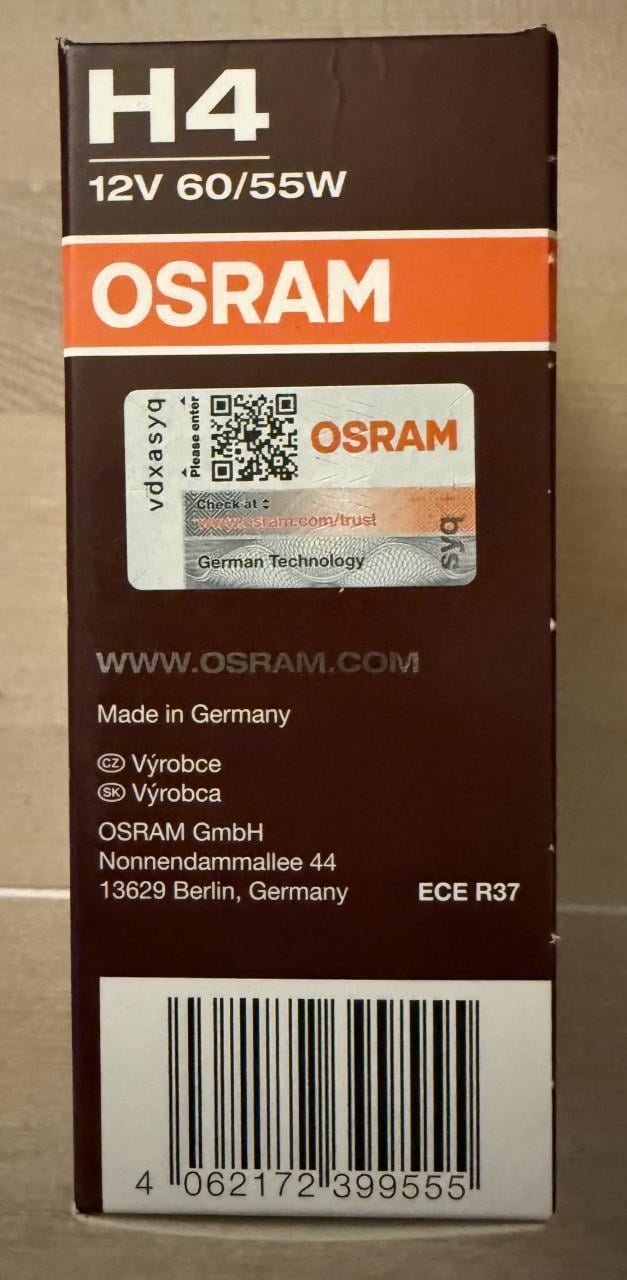 H4
12V 60/55W
OSRAM
vdxasyq
Please enter
OSRAM
Check at
www.osram.com/trust
syq
German Technology
WWW.OSRAM.COM
Made in Germany
CZ Výrobce
SK Výrobca
OSRAM GmbH
Nonnendammallee 44
13629 Berlin, Germany
ECE R37
4 062172 399555